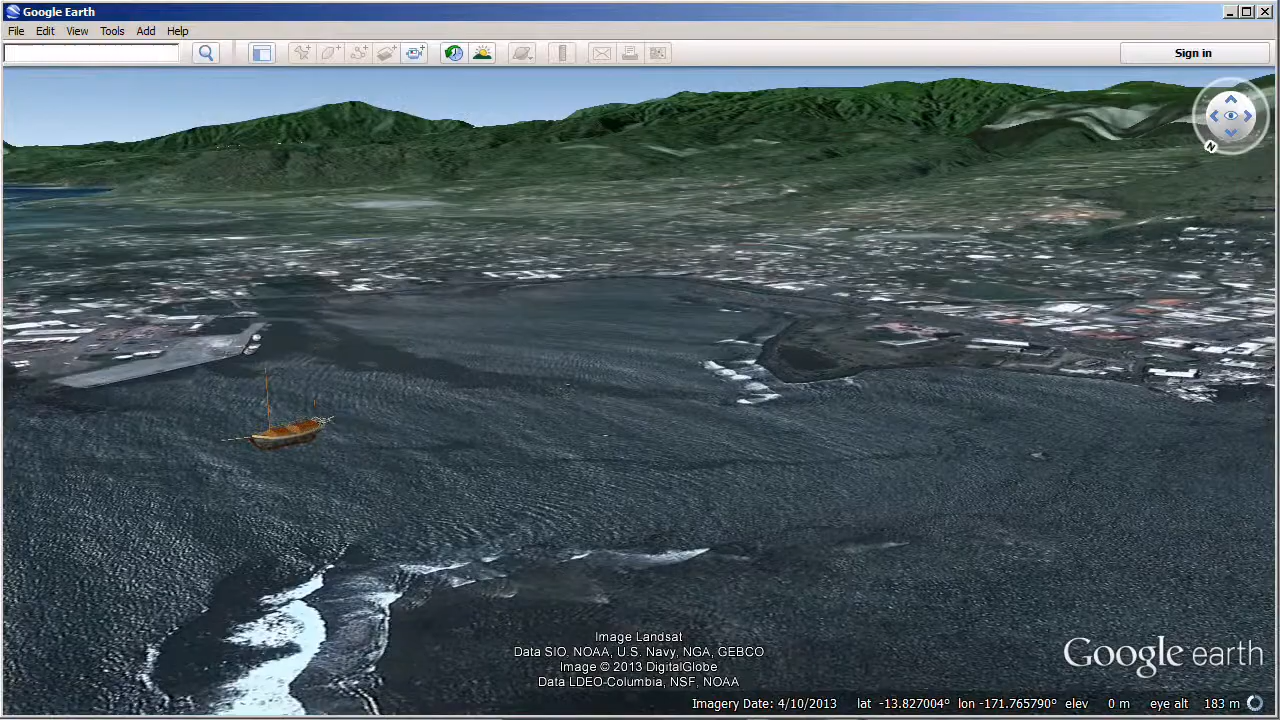 Google Earth
File Edit View Tools Add Help
Sign in
N
Image Landsat
Data SIO, NOAA, U.S. Navy, NGA, GEBCO
Image © 2013 DigitalGlobe
Data LDEO-Columbia, NSF, NOAA
Google earth
Imagery Date: 4/10/2013 lat -13.827004° lon -171.765790° elev 0 m eye alt 183 m